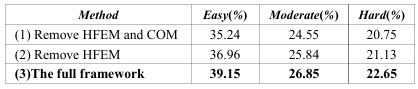 Method Easy(%) Moderate(%) Hard(%)
(1) Remove HFEM and COM 35.24 24.55 20.75
(2) Remove HFEM 36.96 25.84 21.13
(3)The full framework 39.15 26.85 22.65